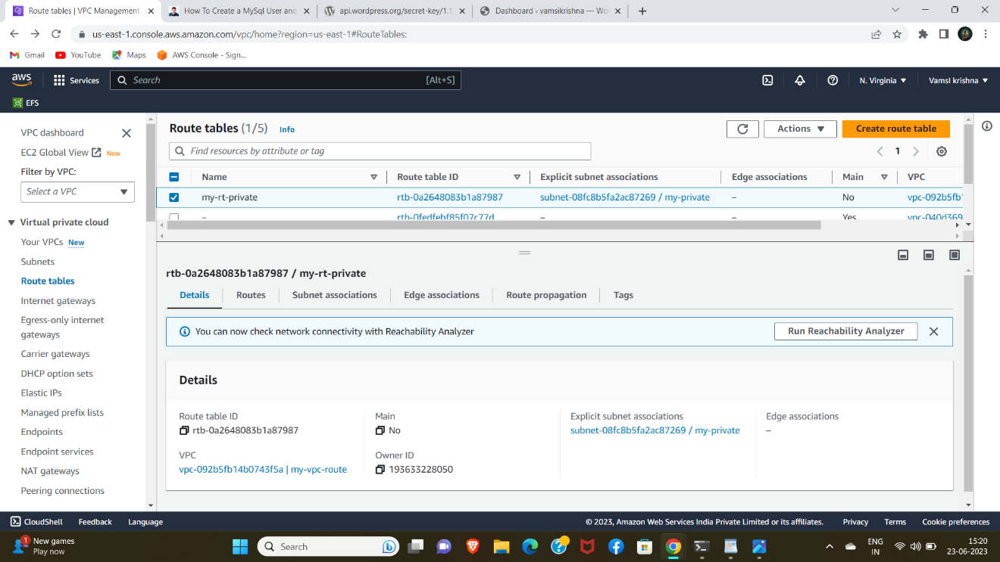 Route tables | VPC Management
How To Create a MySql User and
api.wordpress.org/secret-key/1.1
Dashboard ‹ vamsikrishna — Wo
us-east-1.console.aws.amazon.com/vpc/home?region=us-east-1#RouteTables:
Gmail
YouTube
Maps
AWS Console - Sign...
aws
Services
Search
[Alt+S]
N. Virginia
VamsI krishna
EFS
VPC dashboard
EC2 Global View
New
Filter by VPC:
Select a VPC
Virtual private cloud
Your VPCs New
Subnets
Route tables
Internet gateways
Egress-only internet
gateways
Carrier gateways
DHCP option sets
Elastic IPs
Managed prefix lists
Endpoints
Endpoint services
NAT gateways
Peering connections
Route tables (1/5) Info
Actions
Create route table
Find resources by attribute or tag
1
Name Route table ID Explicit subnet associations Edge associations Main VPC
my-rt-private rtb-0a2648083b1a87987 subnet-08fc8b5fa2ac87269 / my-private – No vpc-092b5fb1
– rtb-0fedfebf85f07c77d – – Yes vpc-040d369
rtb-0a2648083b1a87987 / my-rt-private
Details Routes Subnet associations Edge associations Route propagation Tags
You can now check network connectivity with Reachability Analyzer
Run Reachability Analyzer
Details
Route table ID
rtb-0a2648083b1a87987
Main
No
Explicit subnet associations
subnet-08fc8b5fa2ac87269 / my-private
Edge associations
–
VPC
vpc-092b5fb14b0743f5a | my-vpc-route
Owner ID
193633228050
CloudShell
Feedback
Language
© 2023, Amazon Web Services India Private Limited or its affiliates.
Privacy
Terms
Cookie preferences
1
New games
Play now
Search
ENG
IN
15:20
23-06-2023